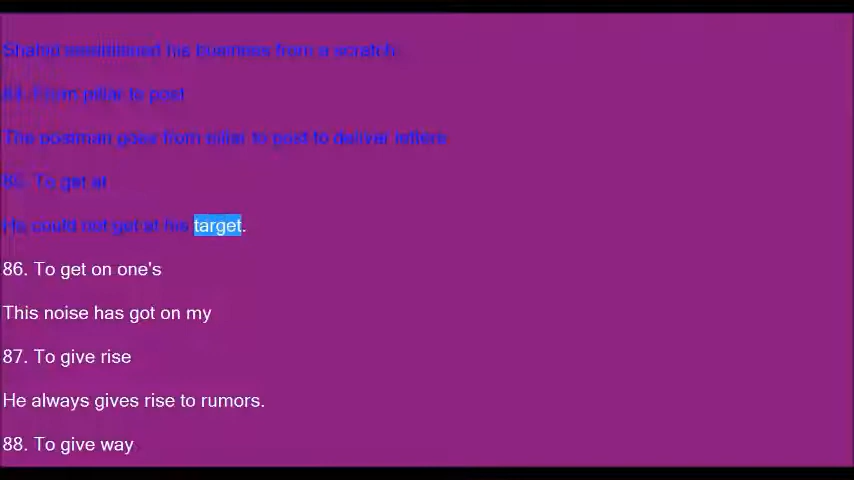 Shahid established his business from a scratch.
84. From pillar to post
The postman goes from pillar to post to deliver letters.
85. To get at
He could not get at his target.
86. To get on one's
This noise has got on my
87. To give rise
He always gives rise to rumors.
88. To give way